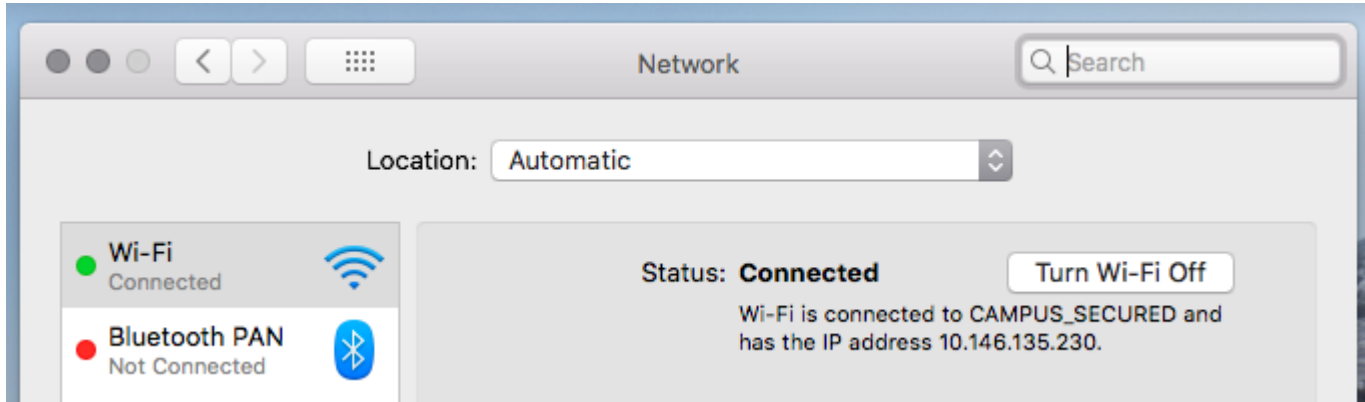 Network
Search
Location: Automatic
Wi-Fi
Connected
Bluetooth PAN
Not Connected
Status: Connected
Turn Wi-Fi Off
Wi-Fi is connected to CAMPUS_SECURED and
has the IP address 10.146.135.230.